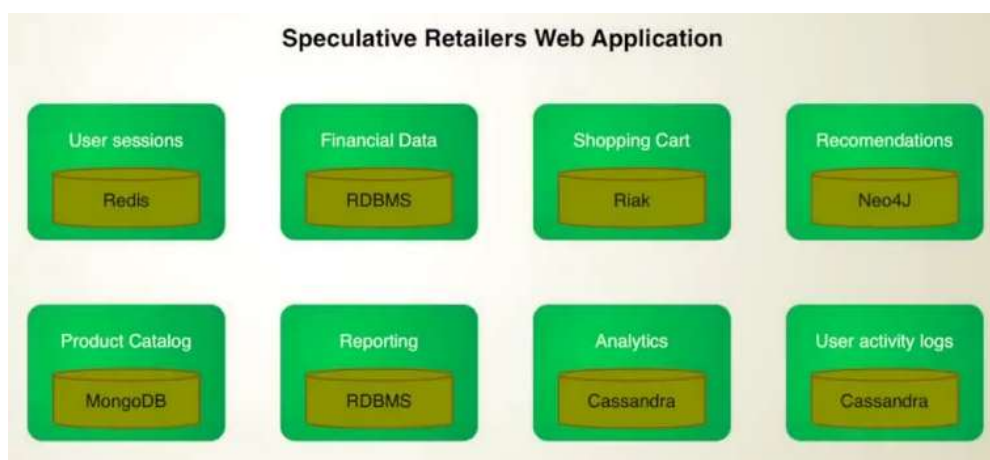 Speculative Retailers Web Application
User sessions
Redis
Financial Data
RDBMS
Shopping Cart
Riak
Recomendations
Neo4J
Product Catalog
MongoDB
Reporting
RDBMS
Analytics
Cassandra
User activity logs
Cassandra